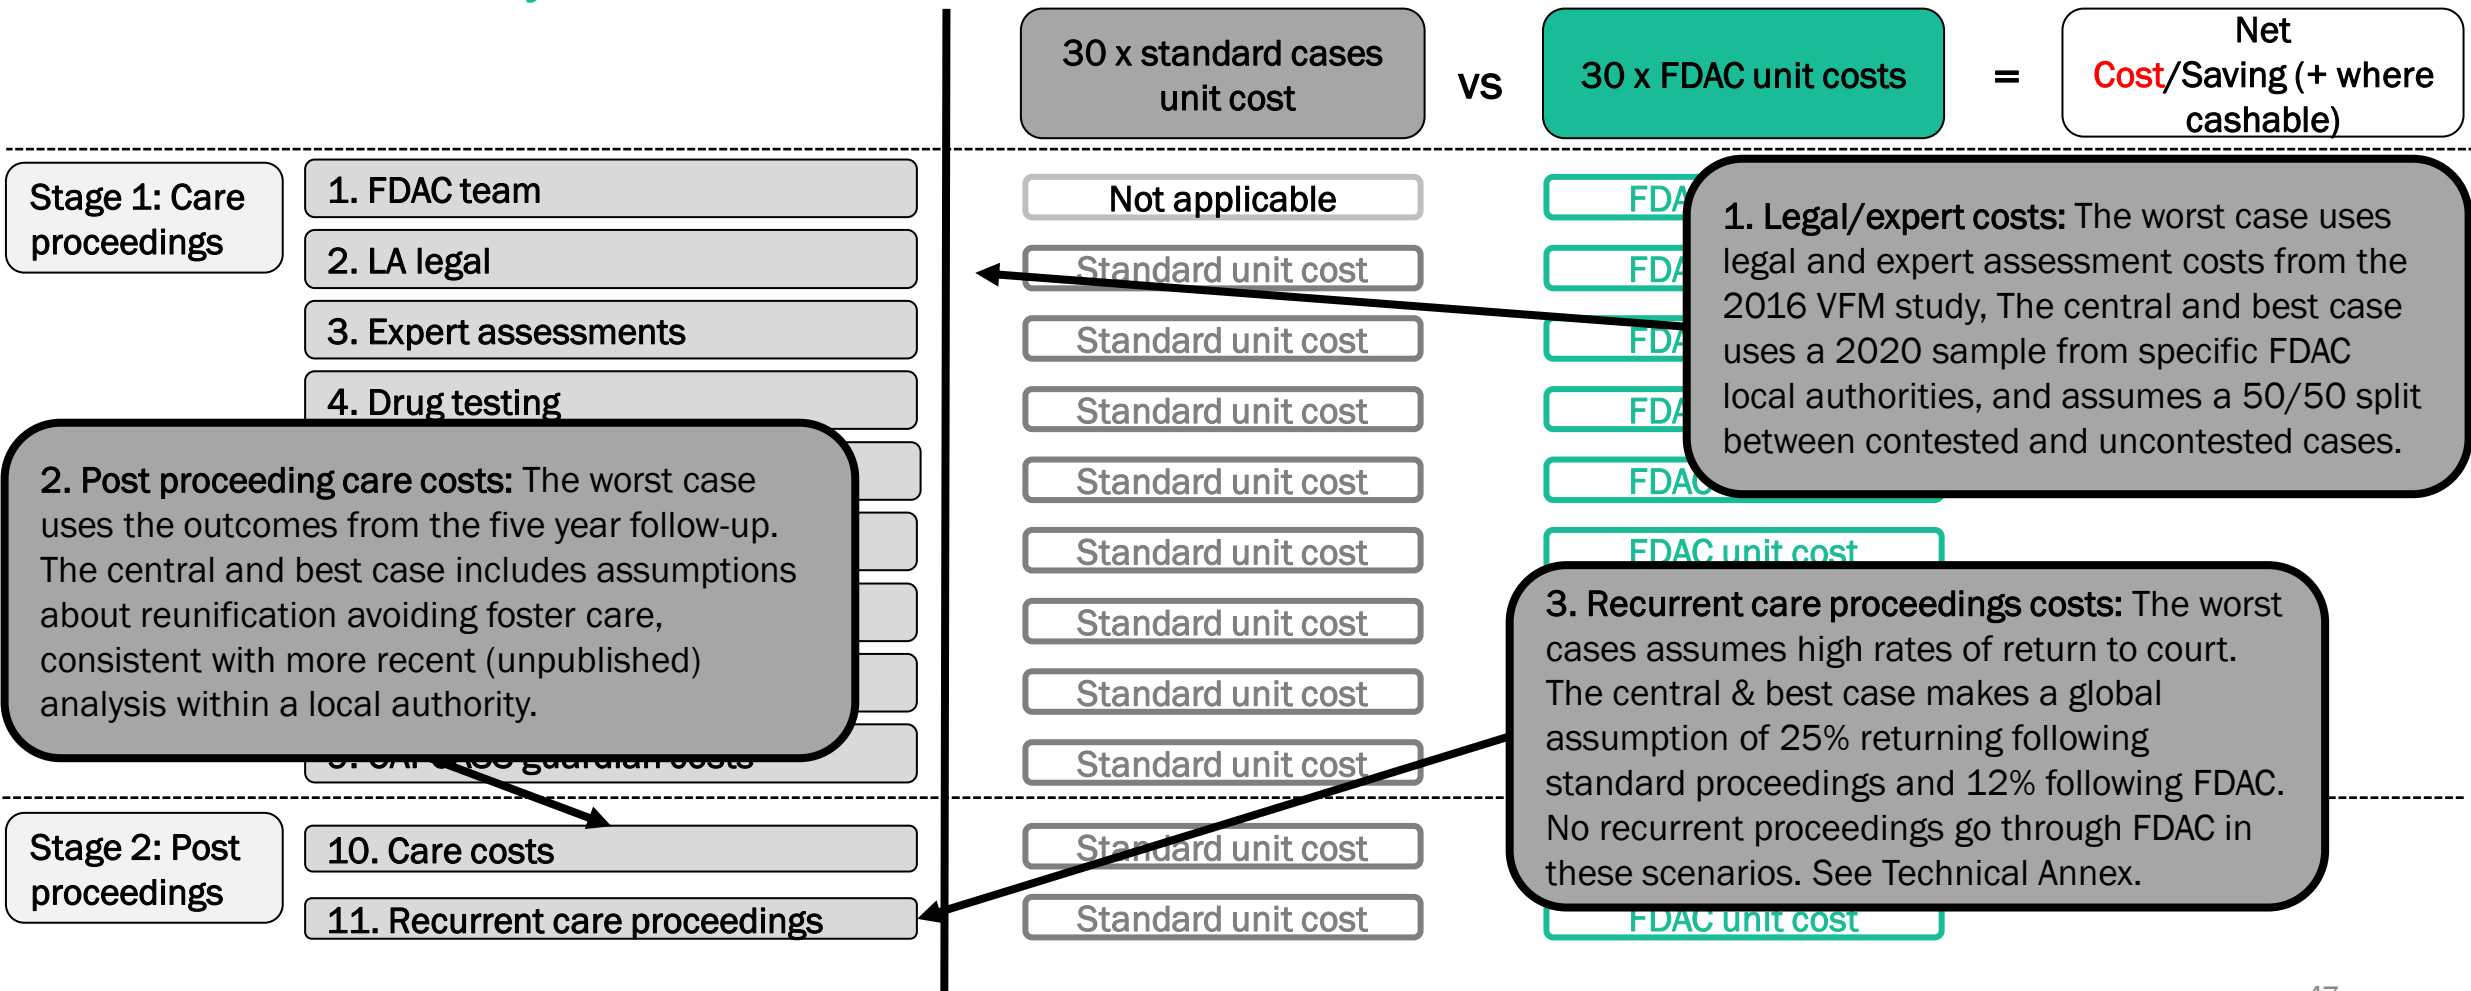 30 x standard cases
unit cost
vs
30 x FDAC unit costs
=
Net
Cost/Saving (+ where
cashable)
Stage 1: Care
proceedings
1. FDAC team
2. LA legal
3. Expert assessments
4. Drug testing
Not applicable
Standard unit cost
Standard unit cost
Standard unit cost
Standard unit cost
Standard unit cost
Standard unit cost
Standard unit cost
Standard unit cost
FDAC unit cost
1. Legal/expert costs: The worst case uses
legal and expert assessment costs from the
2016 VFM study, The central and best case
uses a 2020 sample from specific FDAC
local authorities, and assumes a 50/50 split
between contested and uncontested cases.
2. Post proceeding care costs: The worst case
uses the outcomes from the five year follow-up.
The central and best case includes assumptions
about reunification avoiding foster care,
consistent with more recent (unpublished)
analysis within a local authority.
3. Recurrent care proceedings costs: The worst
cases assumes high rates of return to court.
The central & best case makes a global
assumption of 25% returning following
standard proceedings and 12% following FDAC.
No recurrent proceedings go through FDAC in
these scenarios. See Technical Annex.
guardian costs
Stage 2: Post
proceedings
10. Care costs
11. Recurrent care proceedings
Standard unit cost
Standard unit cost
FDAC unit cost